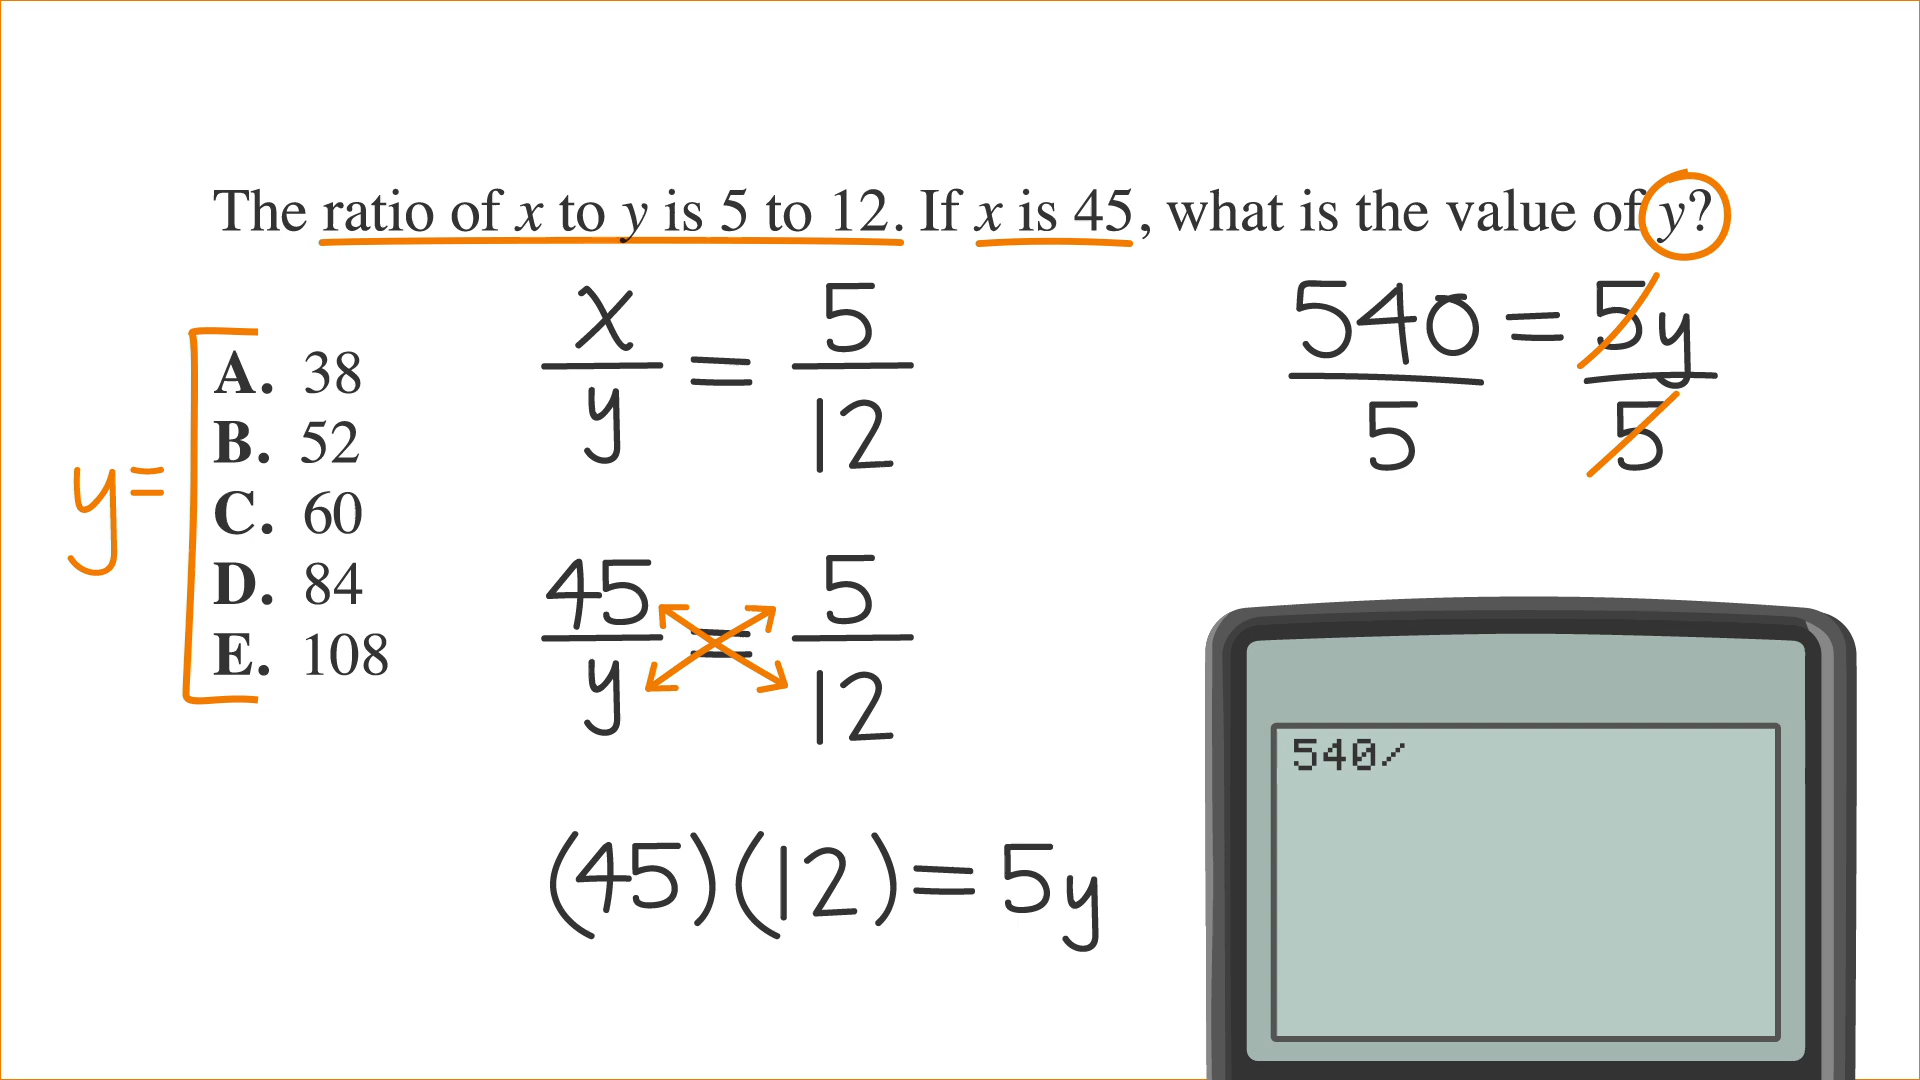 The ratio of x to y is 5 to 12. If x is 45, what is the value of y?
y=
A. 38
B. 52
C. 60
D. 84
E. 108
x/y = 5/12
45/y = 5/12
(45)(12)=5y
540/5 = 5y/5
540/